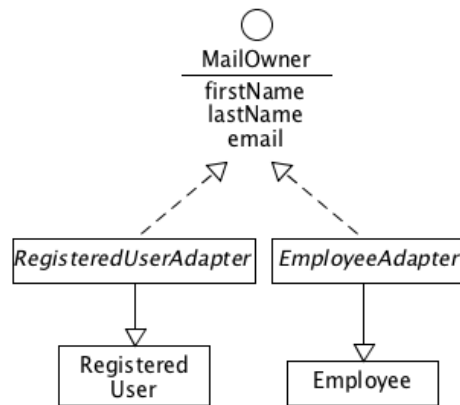 MailOwner
firstName
lastName
email
RegisteredUserAdapter
EmployeeAdapter
Registered
User
Employee